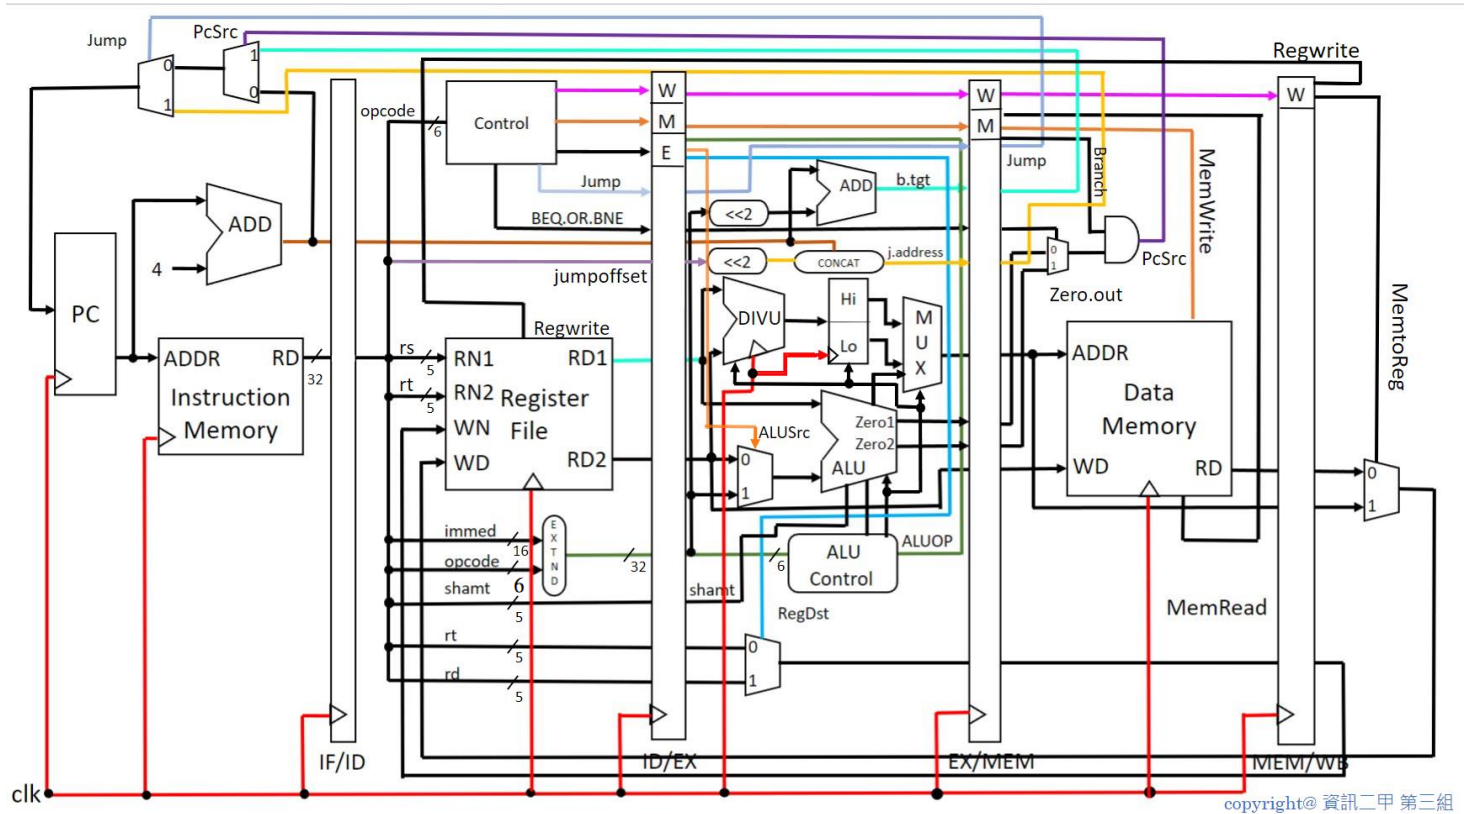 Jump
PcSrc
0
1
1
0
Regwrite
opcode
6
Control
W
M
E
W
M
W
Jump
BEQ.OR.BNE
<<2
ADD
b.tgt
Jump
Branch
MemWrite
ADD
4
jumpoffset
<<2
CONCAT
j.address
0
1
PcSrc
Zero.out
PC
Regwrite
DIVU
Hi
Lo
M
U
X
MemtoReg
ADDR
RD
32
Instruction
Memory
rs
5
rt
5
RN1
RD1
RN2
Register
File
WN
WD
RD2
ALUSrc
0
1
Zero1
Zero2
ALU
ADDR
Data
Memory
WD
RD
0
1
immed
16
opcode
6
shamt
5
E
X
T
N
D
32
6
ALU
Control
ALUOP
shamt
RegDst
MemRead
rt
5
rd
5
0
1
IF/ID
ID/EX
EX/MEM
MEM/WB
clk
copyright@ 資訊二甲 第三組